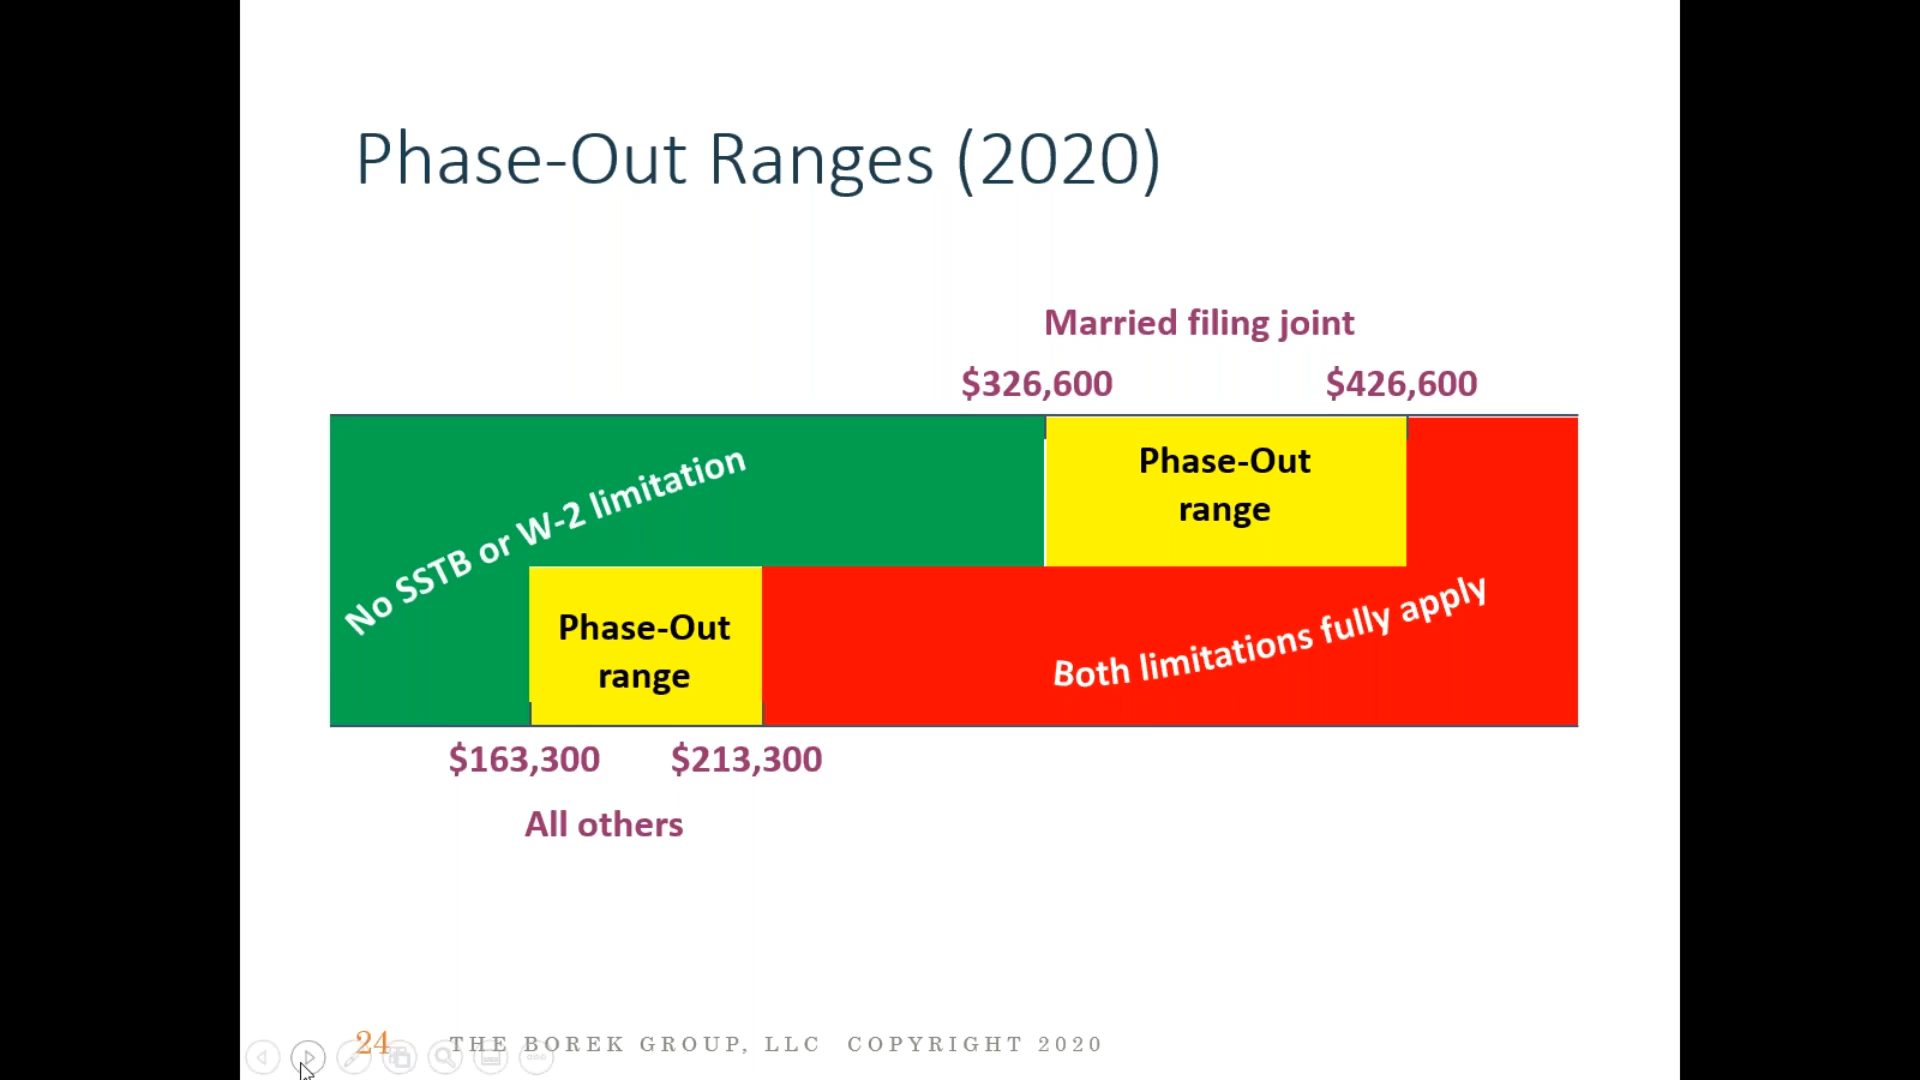 Phase-Out Ranges (2020)
Married filing joint
$326,600 $426,600
No SSTB or W-2 limitation
Phase-Out
range
Phase-Out
range
Both limitations fully apply
$163,300 $213,300
All others
24 THE BOREK GROUP, LLC COPYRIGHT 2020